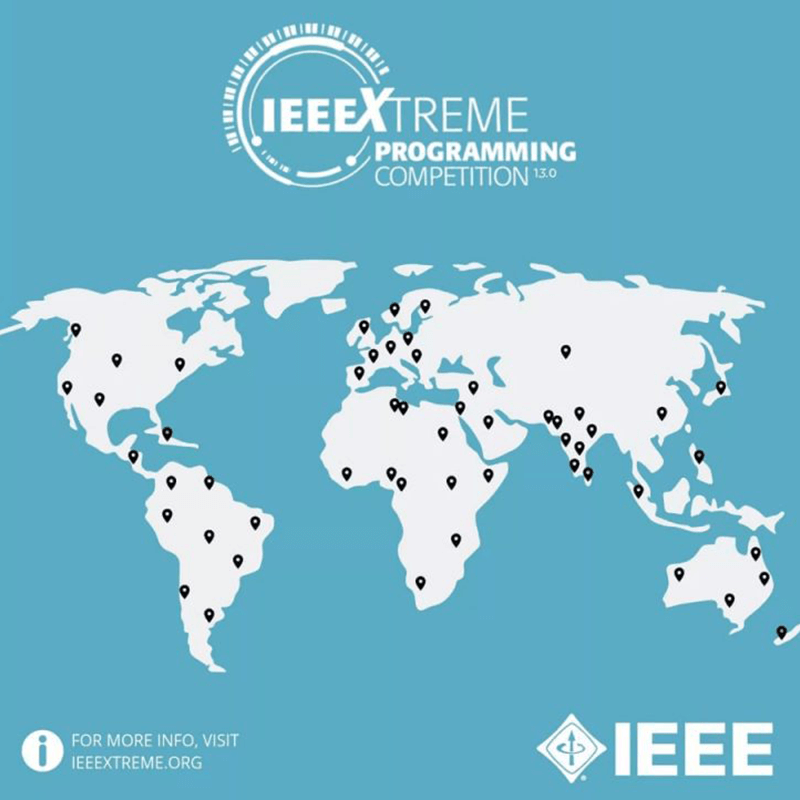 IEEEXTREME
PROGRAMMING
COMPETITION 13.0
FOR MORE INFO, VISIT
IEEEXTREME.ORG
IEEE